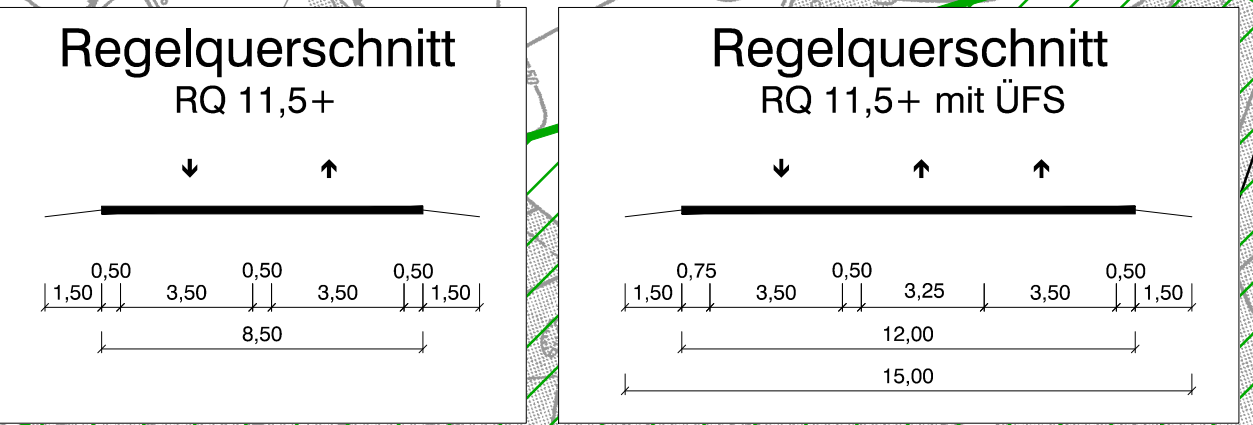 Regelquerschnitt
RQ 11,5+
0,50 0,50 0,50
1,50 3,50 3,50 1,50
8,50
Regelquerschnitt
RQ 11,5+ mit ÜFS
0,75 0,50 0,50
1,50 3,50 3,25 3,50 1,50
12,00
15,00